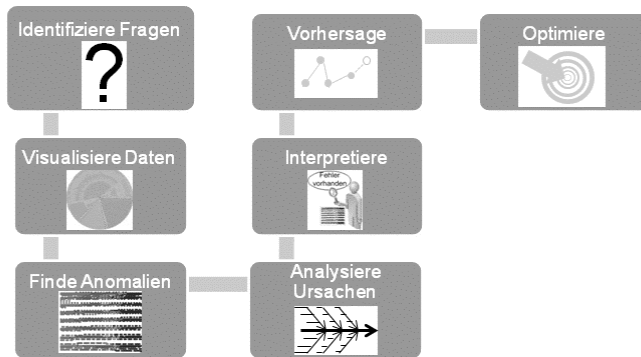 Identifiziere Fragen
?
Visualisiere Daten
Finde Anomalien
Analysiere
Ursachen
Interpretiere
Fehler
vorhanden
Vorhersage
Optimiere